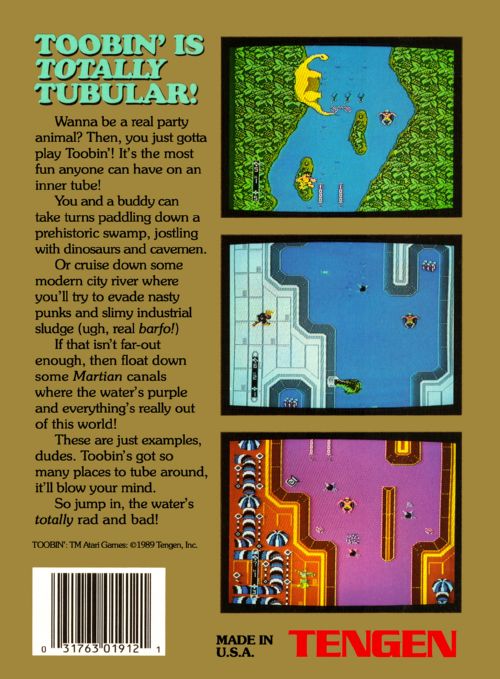 TOOBIN' IS
TOTALLY
TUBULAR!
Wanna be a real party
animal? Then, you just gotta
play Toobin'! It's the most
fun anyone can have on an
inner tube!
You and a buddy can
take turns paddling down a
prehistoric swamp, jostling
with dinosaurs and cavemen.
Or cruise down some
modern city river where
you'll try to evade nasty
punks and slimy industrial
sludge (ugh, real barfo!)
If that isn't far-out
enough, then float down
some Martian canals
where the water's purple
and everything's really out
of this world!
These are just examples,
dudes. Toobin's got so
many places to tube around,
it'll blow your mind.
So jump in, the water's
totally rad and bad!
TOOBIN': TM Atari Games: ©1989 Tengen, Inc.
0 31763 01912 1
MADE IN
U.S.A.
TENGEN